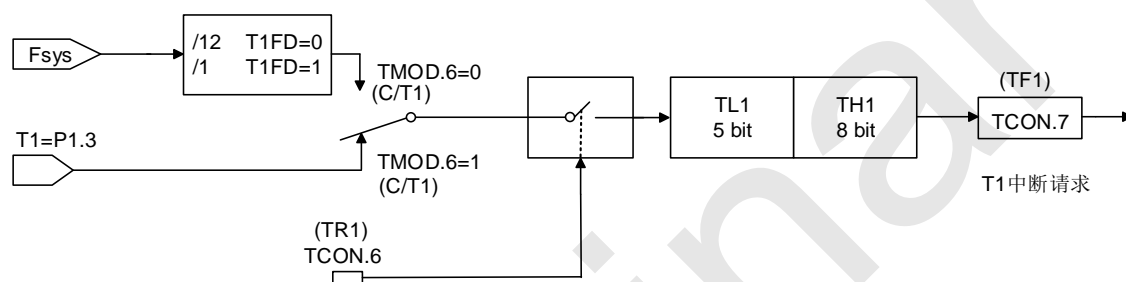 Fsys
/12 T1FD=0
/1 T1FD=1
TMOD.6=0
(C/T1)
T1=P1.3
TMOD.6=1
(C/T1)
(TR1)
TCON.6
TL1
5 bit
TH1
8 bit
(TF1)
TCON.7
T1中断请求
inar